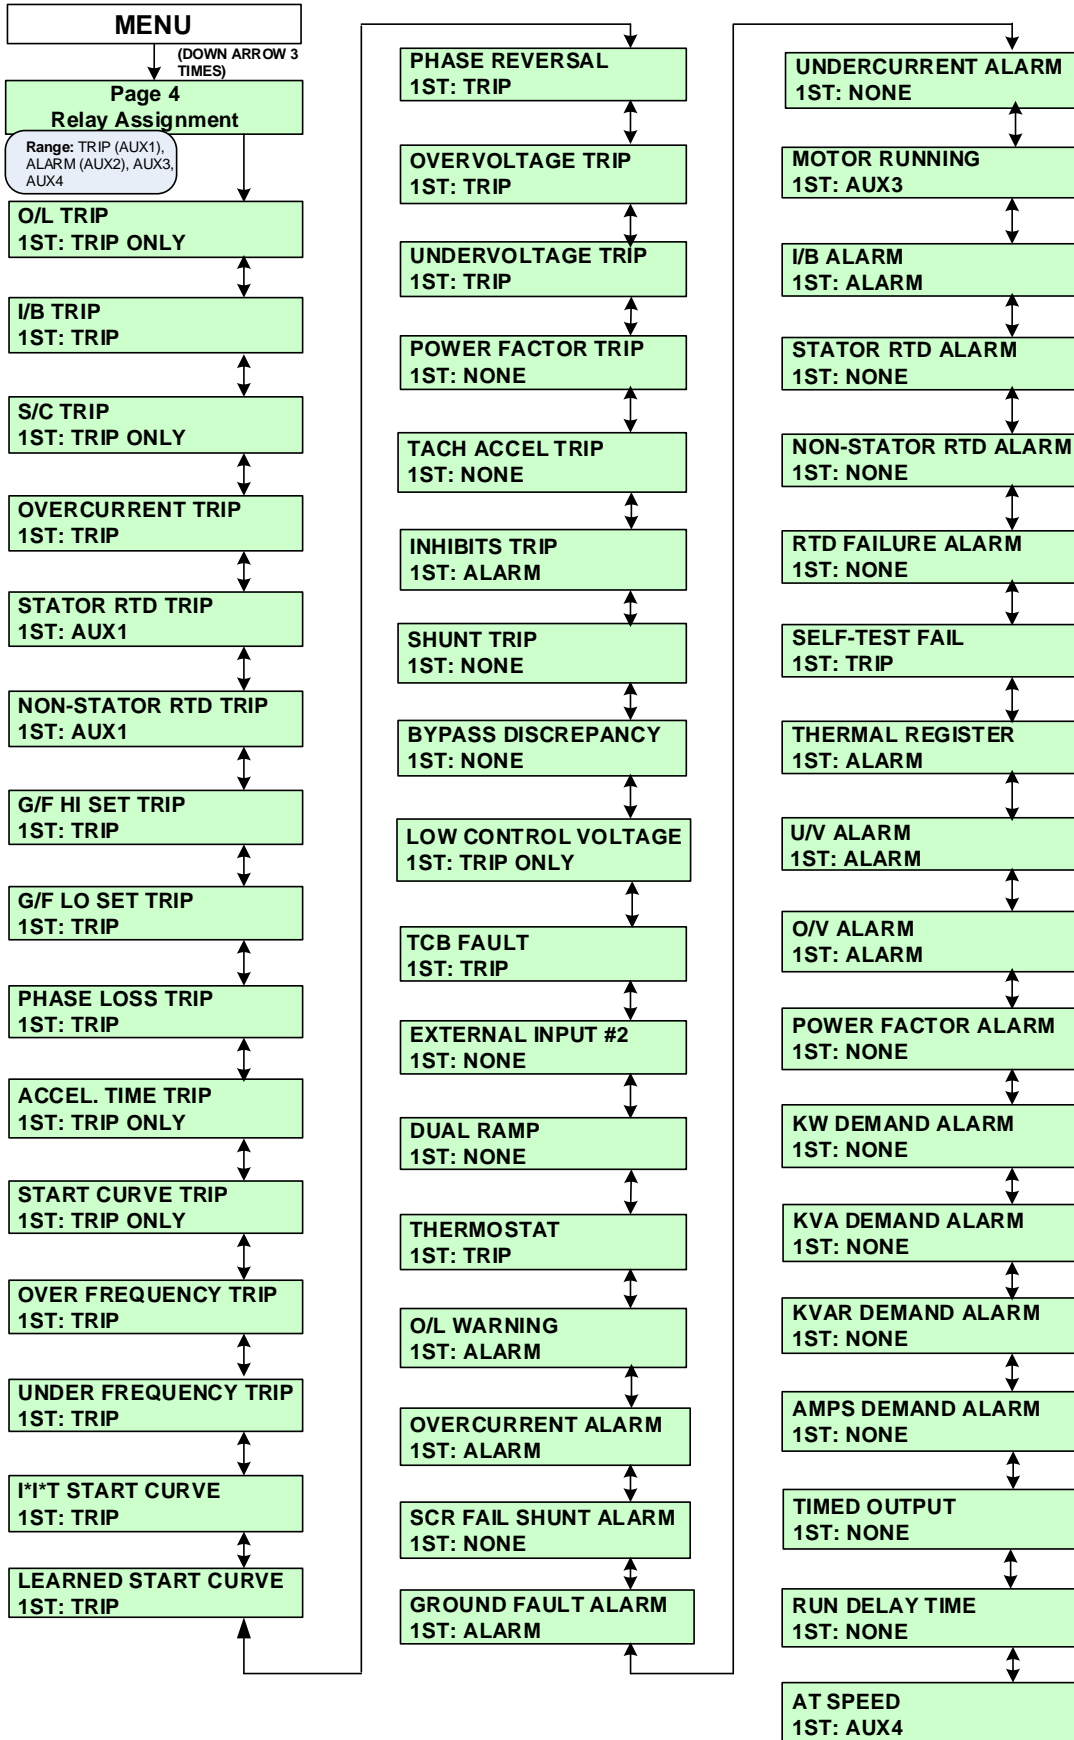 MENU
(DOWN ARROW 3
TIMES)
Page 4
Relay Assignment
Range: TRIP (AUX1),
ALARM (AUX2), AUX3,
AUX4
O/L TRIP
1ST: TRIP ONLY
I/B TRIP
1ST: TRIP
S/C TRIP
1ST: TRIP ONLY
OVERCURRENT TRIP
1ST: TRIP
STATOR RTD TRIP
1ST: AUX1
NON-STATOR RTD TRIP
1ST: AUX1
G/F HI SET TRIP
1ST: TRIP
G/F LO SET TRIP
1ST: TRIP
PHASE LOSS TRIP
1ST: TRIP
ACCEL. TIME TRIP
1ST: TRIP ONLY
START CURVE TRIP
1ST: TRIP ONLY
OVER FREQUENCY TRIP
1ST: TRIP
UNDER FREQUENCY TRIP
1ST: TRIP
I*I*T START CURVE
1ST: TRIP
LEARNED START CURVE
1ST: TRIP
PHASE REVERSAL
1ST: TRIP
OVERVOLTAGE TRIP
1ST: TRIP
UNDERVOLTAGE TRIP
1ST: TRIP
POWER FACTOR TRIP
1ST: NONE
TACH ACCEL TRIP
1ST: NONE
INHIBITS TRIP
1ST: ALARM
SHUNT TRIP
1ST: NONE
BYPASS DISCREPANCY
1ST: NONE
LOW CONTROL VOLTAGE
1ST: TRIP ONLY
TCB FAULT
1ST: TRIP
EXTERNAL INPUT #2
1ST: NONE
DUAL RAMP
1ST: NONE
THERMOSTAT
1ST: TRIP
O/L WARNING
1ST: ALARM
OVERCURRENT ALARM
1ST: ALARM
SCR FAIL SHUNT ALARM
1ST: NONE
GROUND FAULT ALARM
1ST: ALARM
UNDERCURRENT ALARM
1ST: NONE
MOTOR RUNNING
1ST: AUX3
I/B ALARM
1ST: ALARM
STATOR RTD ALARM
1ST: NONE
NON-STATOR RTD ALARM
1ST: NONE
RTD FAILURE ALARM
1ST: NONE
SELF-TEST FAIL
1ST: TRIP
THERMAL REGISTER
1ST: ALARM
U/V ALARM
1ST: ALARM
O/V ALARM
1ST: ALARM
POWER FACTOR ALARM
1ST: NONE
KW DEMAND ALARM
1ST: NONE
KVA DEMAND ALARM
1ST: NONE
KVAR DEMAND ALARM
1ST: NONE
AMPS DEMAND ALARM
1ST: NONE
TIMED OUTPUT
1ST: NONE
RUN DELAY TIME
1ST: NONE
AT SPEED
1ST: AUX4